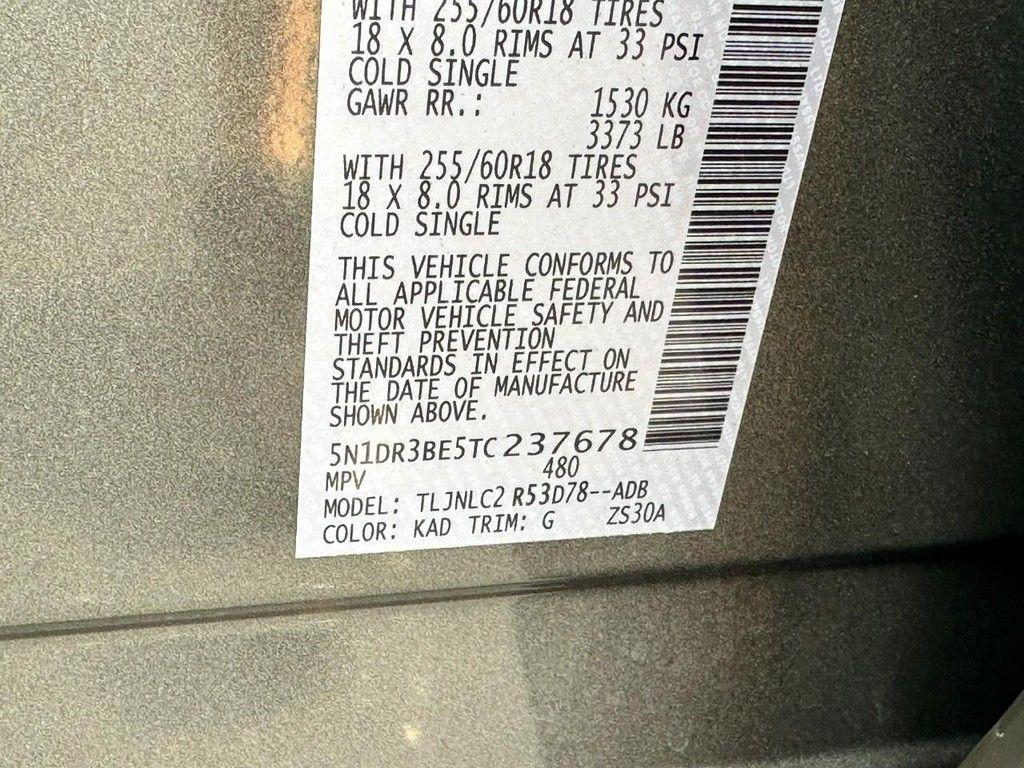 WITH 255/60R18 TIRES
18 X 8.0 RIMS AT 33 PSI
COLD SINGLE
GAWR RR.: 1530 KG
3373 LB
WITH 255/60R18 TIRES
18 X 8.0 RIMS AT 33 PSI
COLD SINGLE
THIS VEHICLE CONFORMS TO
ALL APPLICABLE FEDERAL
MOTOR VEHICLE SAFETY AND
THEFT PREVENTION
STANDARDS IN EFFECT ON
THE DATE OF MANUFACTURE
SHOWN ABOVE.
5N1DR3BE5TC237678
MPV 480
MODEL: TLJNLC2 R53D78--ADB
COLOR: KAD TRIM: G ZS30A